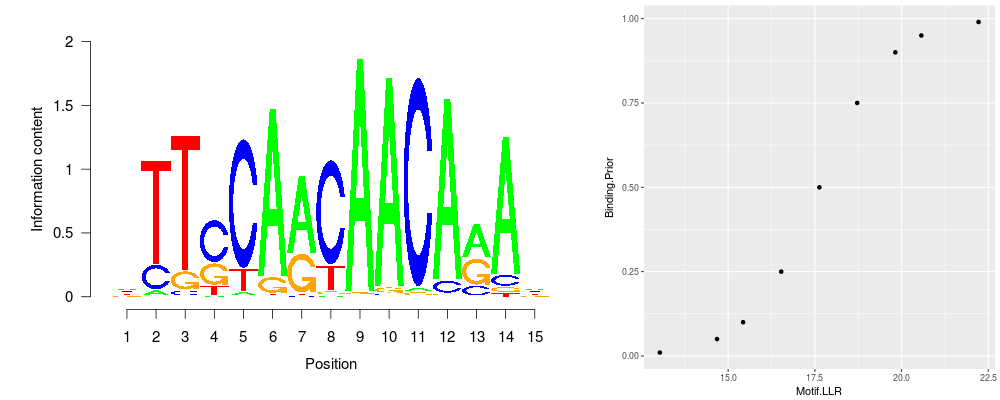 Information content
2
1.5
1
0.5
0
T T C C A A C A A C A A A
C G G T G G T C G C
1 2 3 4 5 6 7 8 9 10 11 12 13 14 15
Position
Binding.Prior
1.00
0.75
0.50
0.25
0.00
15.0 17.5 20.0 22.5
Motif.LLR